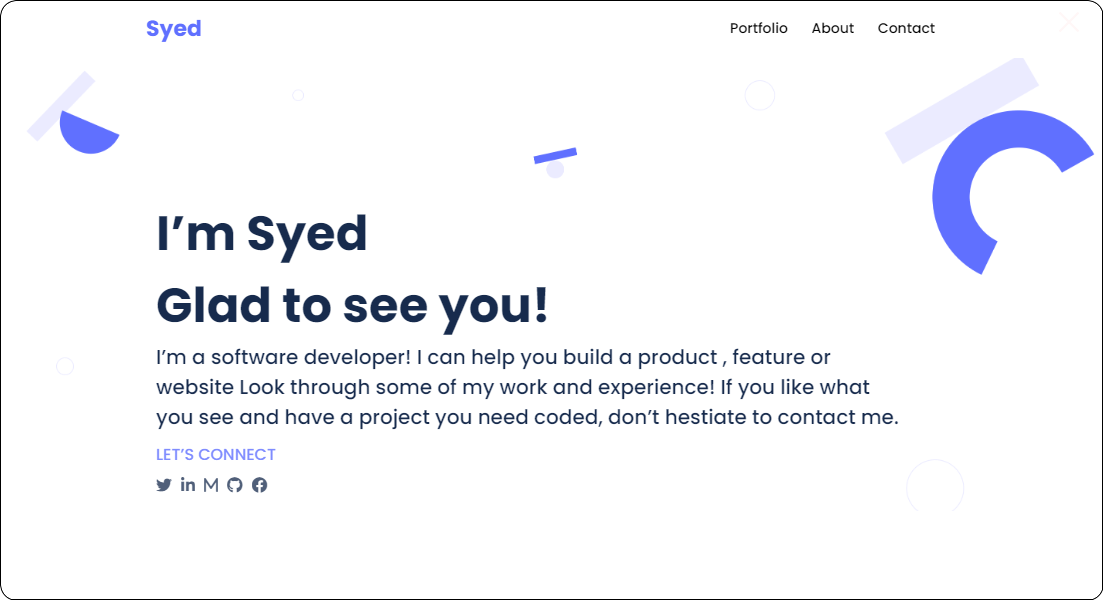 Syed
Portfolio About Contact
I’m Syed
Glad to see you!
I’m a software developer! I can help you build a product , feature or
website Look through some of my work and experience! If you like what
you see and have a project you need coded, don’t hestiate to contact me.
LET’S CONNECT